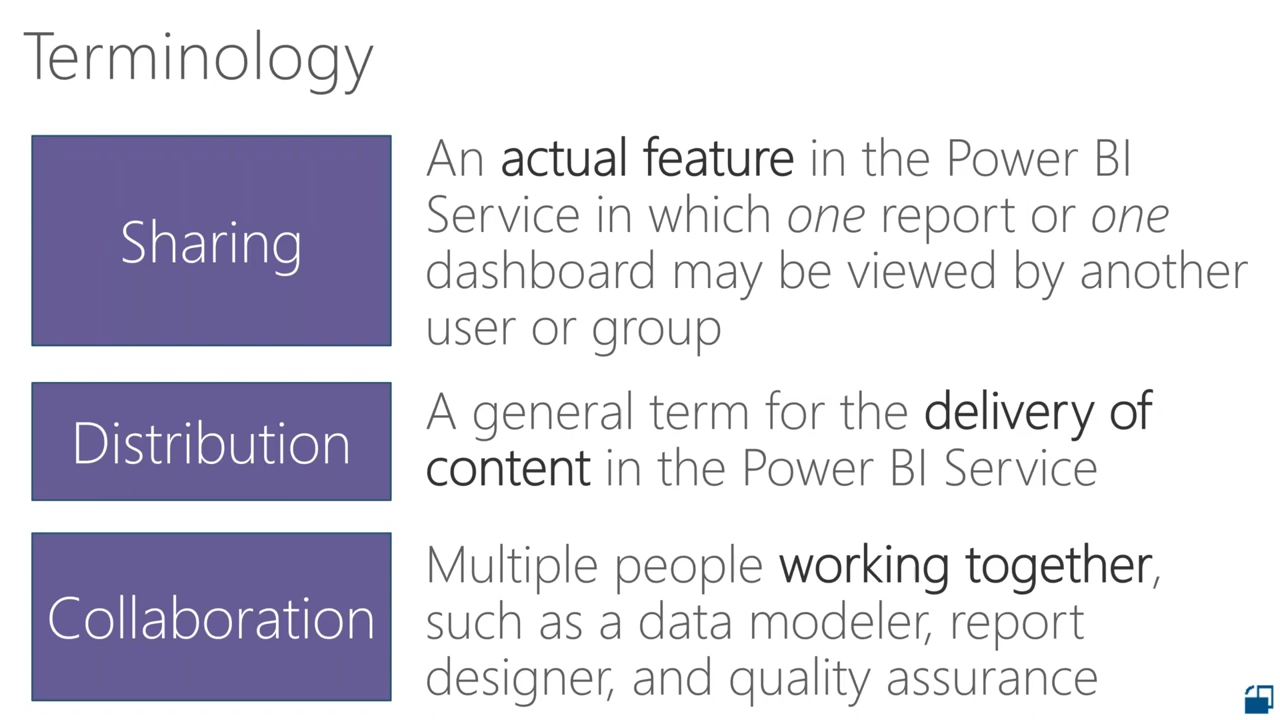 Terminology
Sharing
An actual feature in the Power BI
Service in which one report or one
dashboard may be viewed by another
user or group
Distribution
A general term for the delivery of
content in the Power BI Service
Collaboration
Multiple people working together,
such as a data modeler, report
designer, and quality assurance